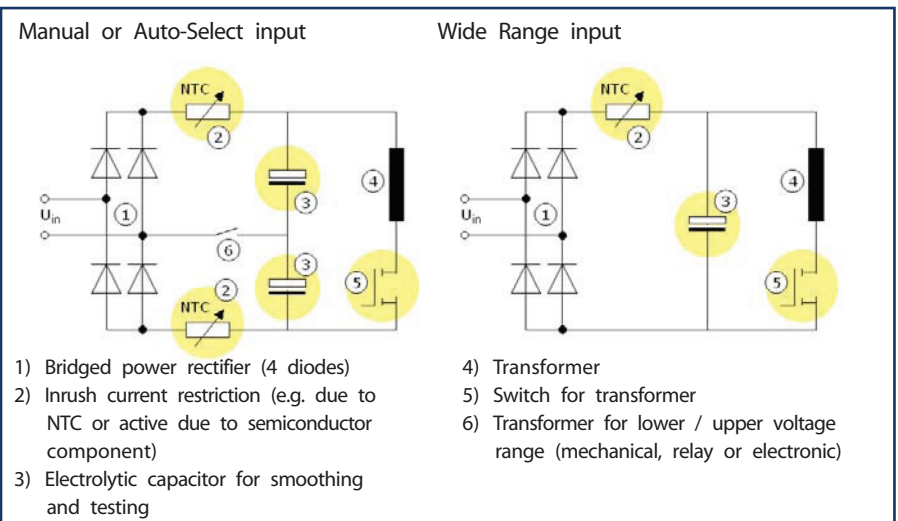 Manual or Auto-Select input
NTC
2
3
4
1
Uin
6
3
5
2
NTC
Wide Range input
NTC
2
3
4
1
Uin
5
1) Bridged power rectifier (4 diodes)
2) Inrush current restriction (e.g. due to
NTC or active due to semiconductor
component)
3) Electrolytic capacitor for smoothing
and testing
4) Transformer
5) Switch for transformer
6) Transformer for lower / upper voltage
range (mechanical, relay or electronic)